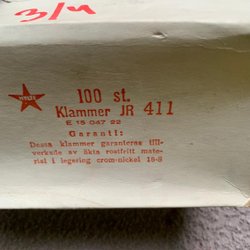 3/4
100 st.
Klammer JR 411
E 15 047 22
Garanti:
Dessa klammer garanteras till-
verkade av äkta rostfritt mate-
rial i legering crom-nickel 18-8